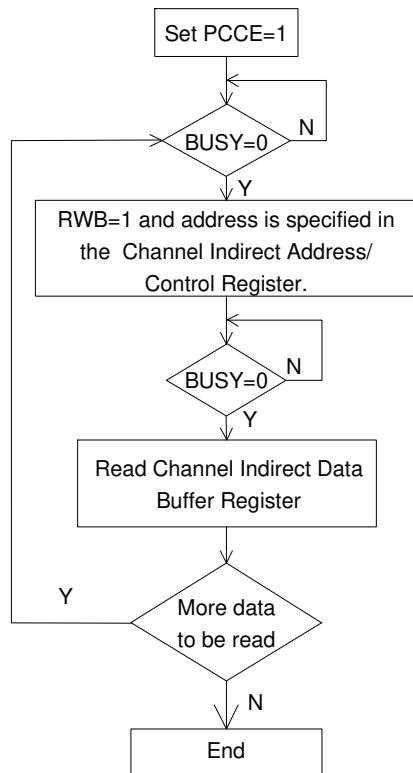 Set PCCE=1
BUSY=0
N
Y
RWB=1 and address is specified in
the Channel Indirect Address/
Control Register.
BUSY=0
N
Y
Read Channel Indirect Data
Buffer Register
Y
More data
to be read
N
End